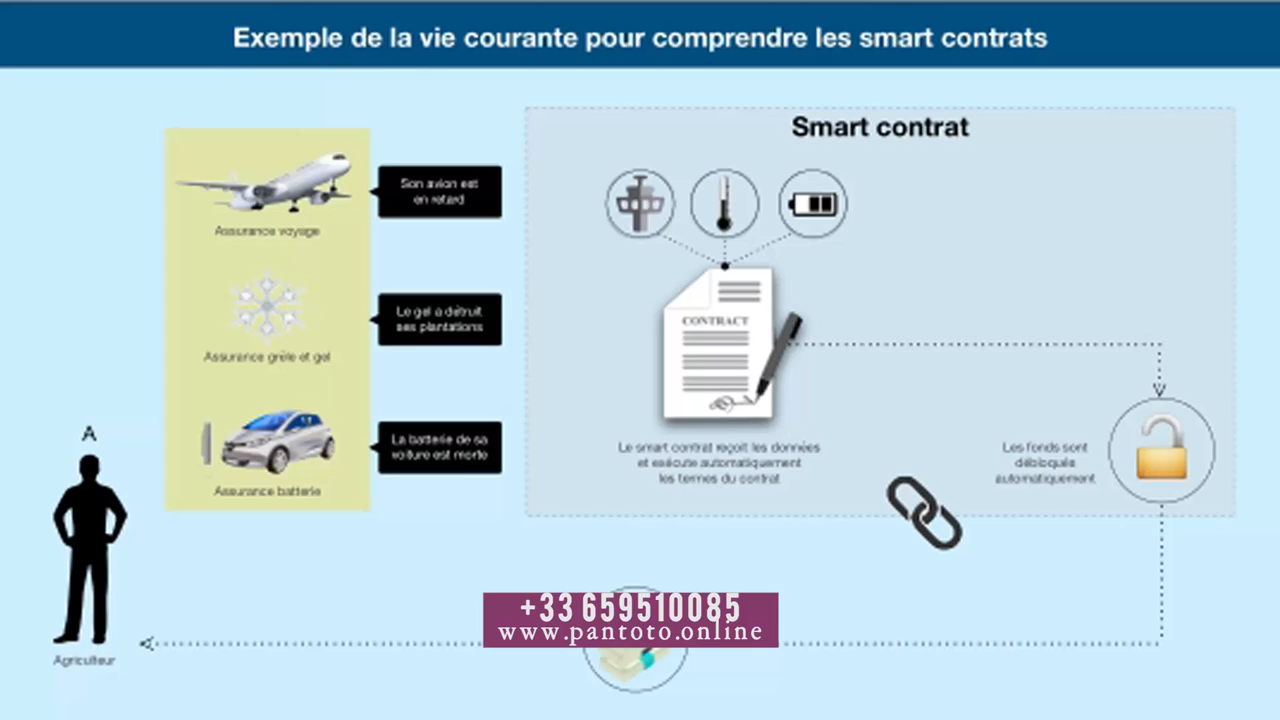 Exemple de la vie courante pour comprendre les smart contrats
Smart contrat
Son avion est
en retard
Assurance voyage
Le gel a détruit
ses plantations
Assurance grêle et gel
La batterie de sa
voiture est morte
Assurance batterie
A
Agriculteur
CONTRACT
Le smart contrat reçoit les données
et exécute automatiquement
les termes du contrat
Les fonds sont
débloqués
automatiquement
+33 659510085
www.pantoto.online